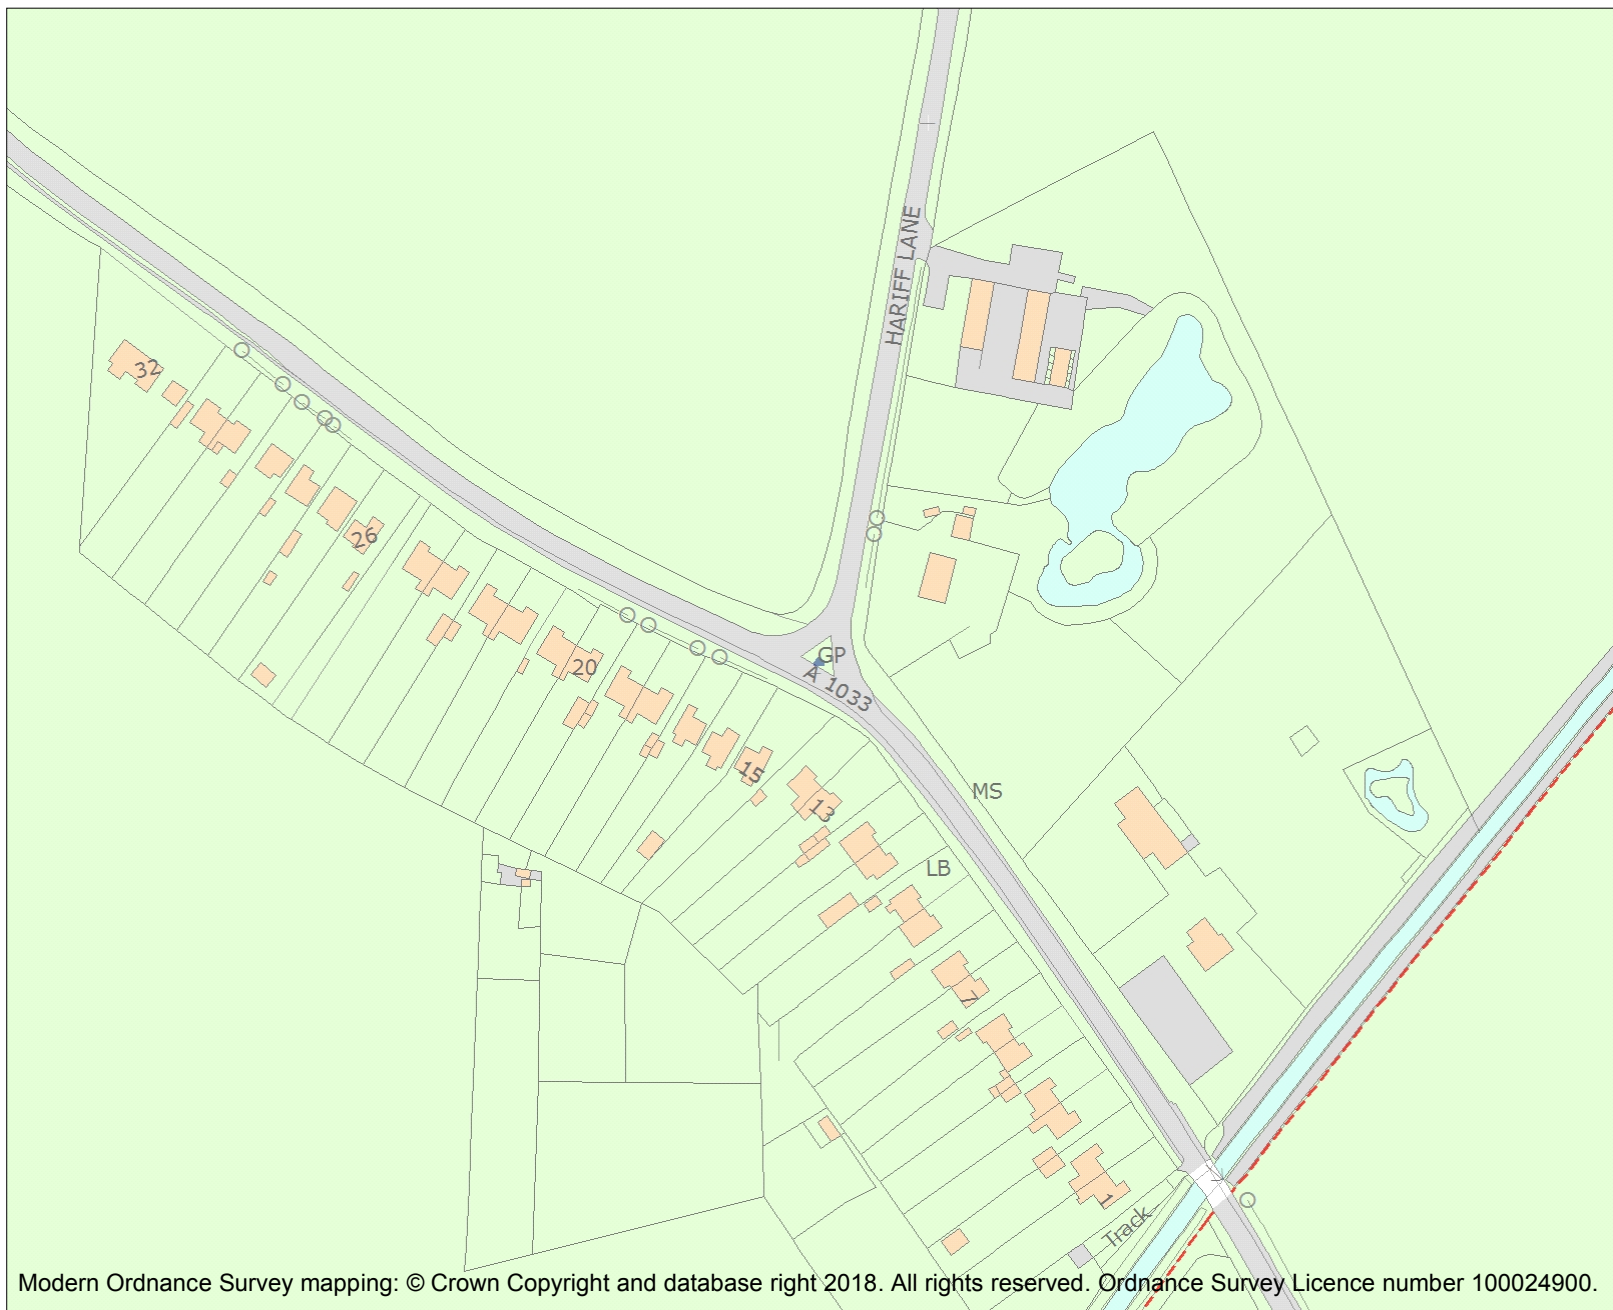 HARIFF LANE
32
26
20
GP
A 1033
15
13
MS
LB
7
1
Track
Modern Ordnance Survey mapping: © Crown Copyright and database right 2018. All rights reserved. Ordnance Survey Licence number 100024900.